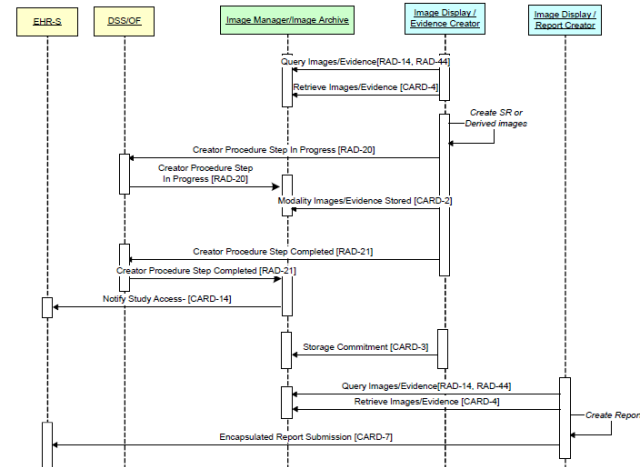 EHR-S
DSS/OF
Image Manager/Image Archive
Image Display /
Evidence Creator
Image Display /
Report Creator
Query Images/Evidence[RAD-14, RAD-44]
Retrieve Images/Evidence [CARD-4]
Create SR or
Derived images
Creator Procedure Step In Progress [RAD-20]
Creator Procedure Step
In Progress [RAD-20]
Modality Images/Evidence Stored [CARD-2]
Creator Procedure Step Completed [RAD-21]
Creator Procedure Step Completed [RAD-21]
Notify Study Access- [CARD-14]
Storage Commitment [CARD-3]
Query Images/Evidence[RAD-14, RAD-44]
Retrieve Images/Evidence [CARD-4]
Create Report
Encapsulated Report Submission [CARD-7]